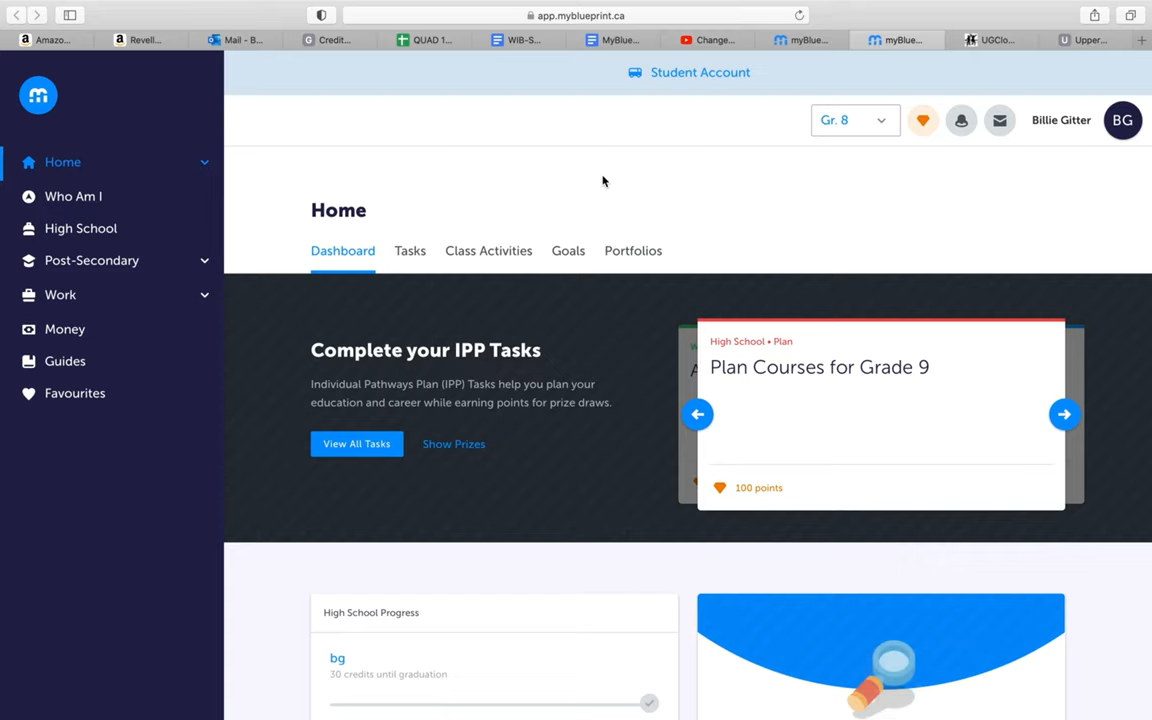 app.myblueprint.ca
Amazo...
Revell...
Mail - B...
Credit...
QUAD 1...
WIB-S...
MyBlue...
Change...
myBlue...
myBlue...
UGClo...
Upper...
Student Account
Gr. 8
Billie Gitter
BG
Home
Who Am I
High School
Post-Secondary
Work
Money
Guides
Favourites
Home
Dashboard
Tasks
Class Activities
Goals
Portfolios
Complete your IPP Tasks
Individual Pathways Plan (IPP) Tasks help you plan your
education and career while earning points for prize draws.
View All Tasks
Show Prizes
High School • Plan
Plan Courses for Grade 9
100 points
High School Progress
bg
30 credits until graduation